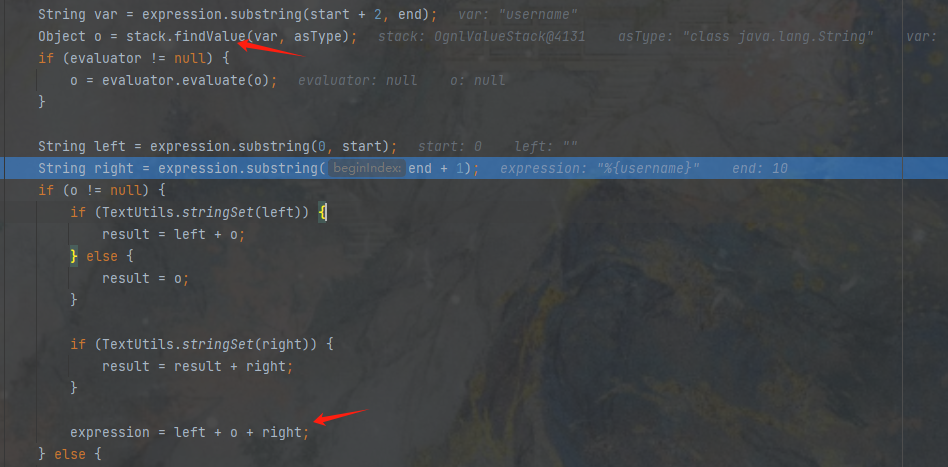 String var = expression.substring(start + 2, end); var: "username"
Object o = stack.findValue(var, asType); stack: OgnlValueStack@4131 asType: "class java.lang.String" var:
if (evaluator != null) {
o = evaluator.evaluate(o); evaluator: null o: null
}
String left = expression.substring(0, start); start: 0 left: ""
String right = expression.substring( beginIndex: end + 1); expression: "%{username}" end: 10
if (o != null) {
if (TextUtils.stringSet(left)) {
result = left + o;
} else {
result = o;
}
if (TextUtils.stringSet(right)) {
result = result + right;
}
expression = left + o + right;
} else {